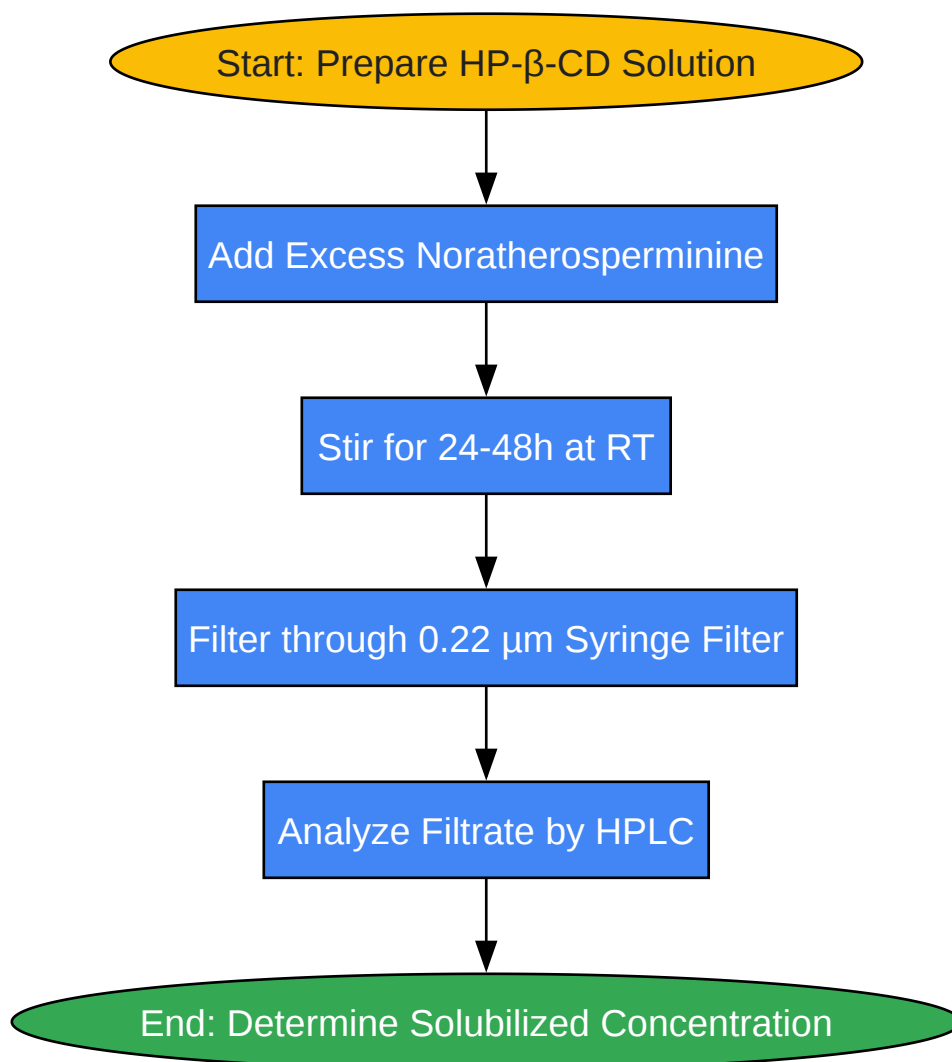 Start: Prepare HP-β-CD Solution
Add Excess Noratherosperminine
Stir for 24-48h at RT
Filter through 0.22 µm Syringe Filter
Analyze Filtrate by HPLC
End: Determine Solubilized Concentration